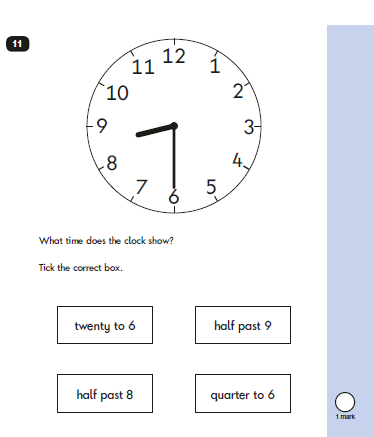 11
12
11
1
10
2
9
3
8
4
7
5
6
What time does the clock show?
Tick the correct box.
twenty to 6
half past 9
half past 8
quarter to 6
1 mark